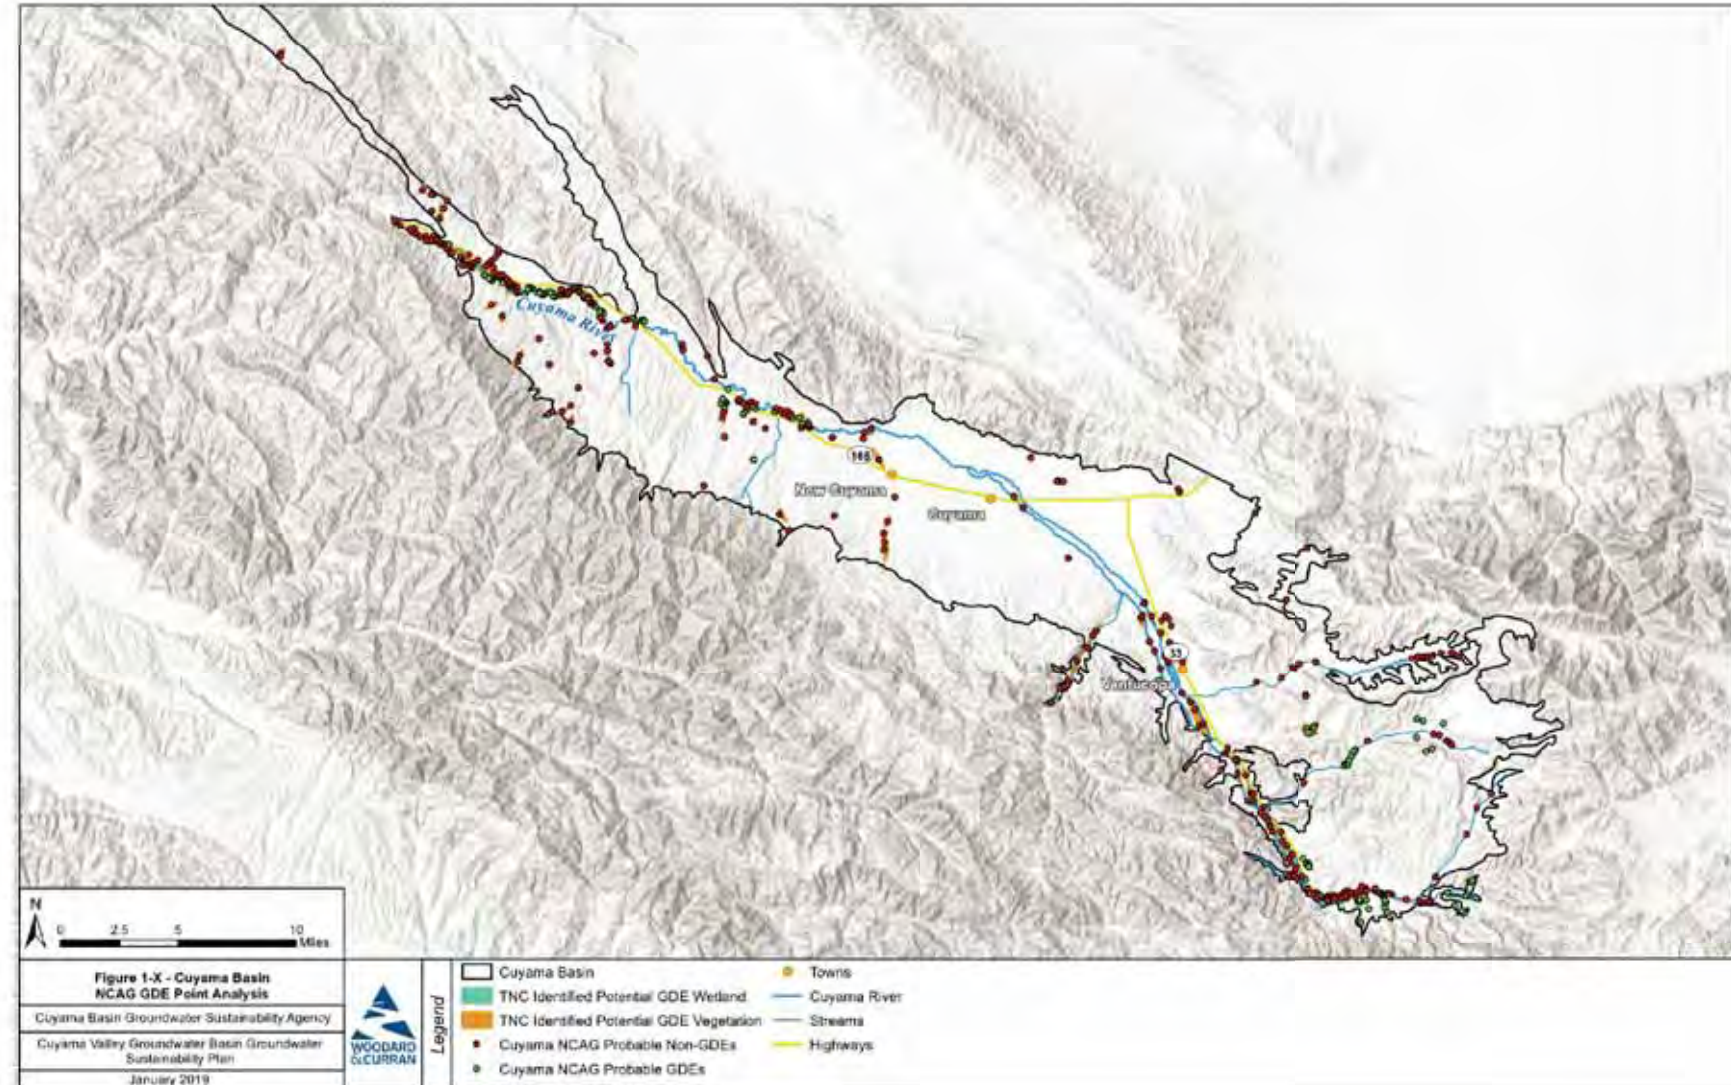 Cuyama River
166
New Cuyama
Cuyama
33
Ventucopa
N
0 2.5 5 10
Miles
Figure 1-X - Cuyama Basin
NCAG GDE Point Analysis
Cuyama Basin Groundwater Sustainability Agency
Cuyama Valley Groundwater Basin Groundwater
Sustainability Plan
January 2019
WOODARD
& CURRAN
Legend
Cuyama Basin
TNC Identified Potential GDE Wetland
TNC Identified Potential GDE Vegetation
Cuyama NCAG Probable Non-GDEs
Cuyama NCAG Probable GDEs
Towns
Cuyama River
Streams
Highways